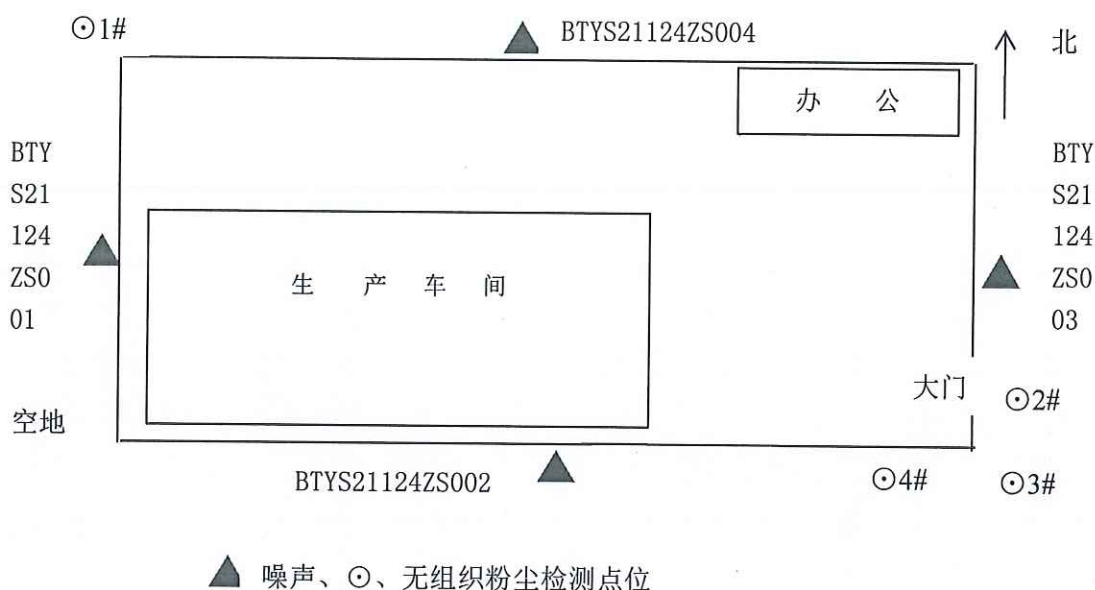 ⊙1#
BTYS21124ZS004
北
办 公
BTY
S21
124
ZS0
01
BTY
S21
124
ZS0
03
生 产 车 间
大门
⊙2#
空地
BTYS21124ZS002
⊙4#
⊙3#
▲ 噪声、⊙、无组织粉尘检测点位